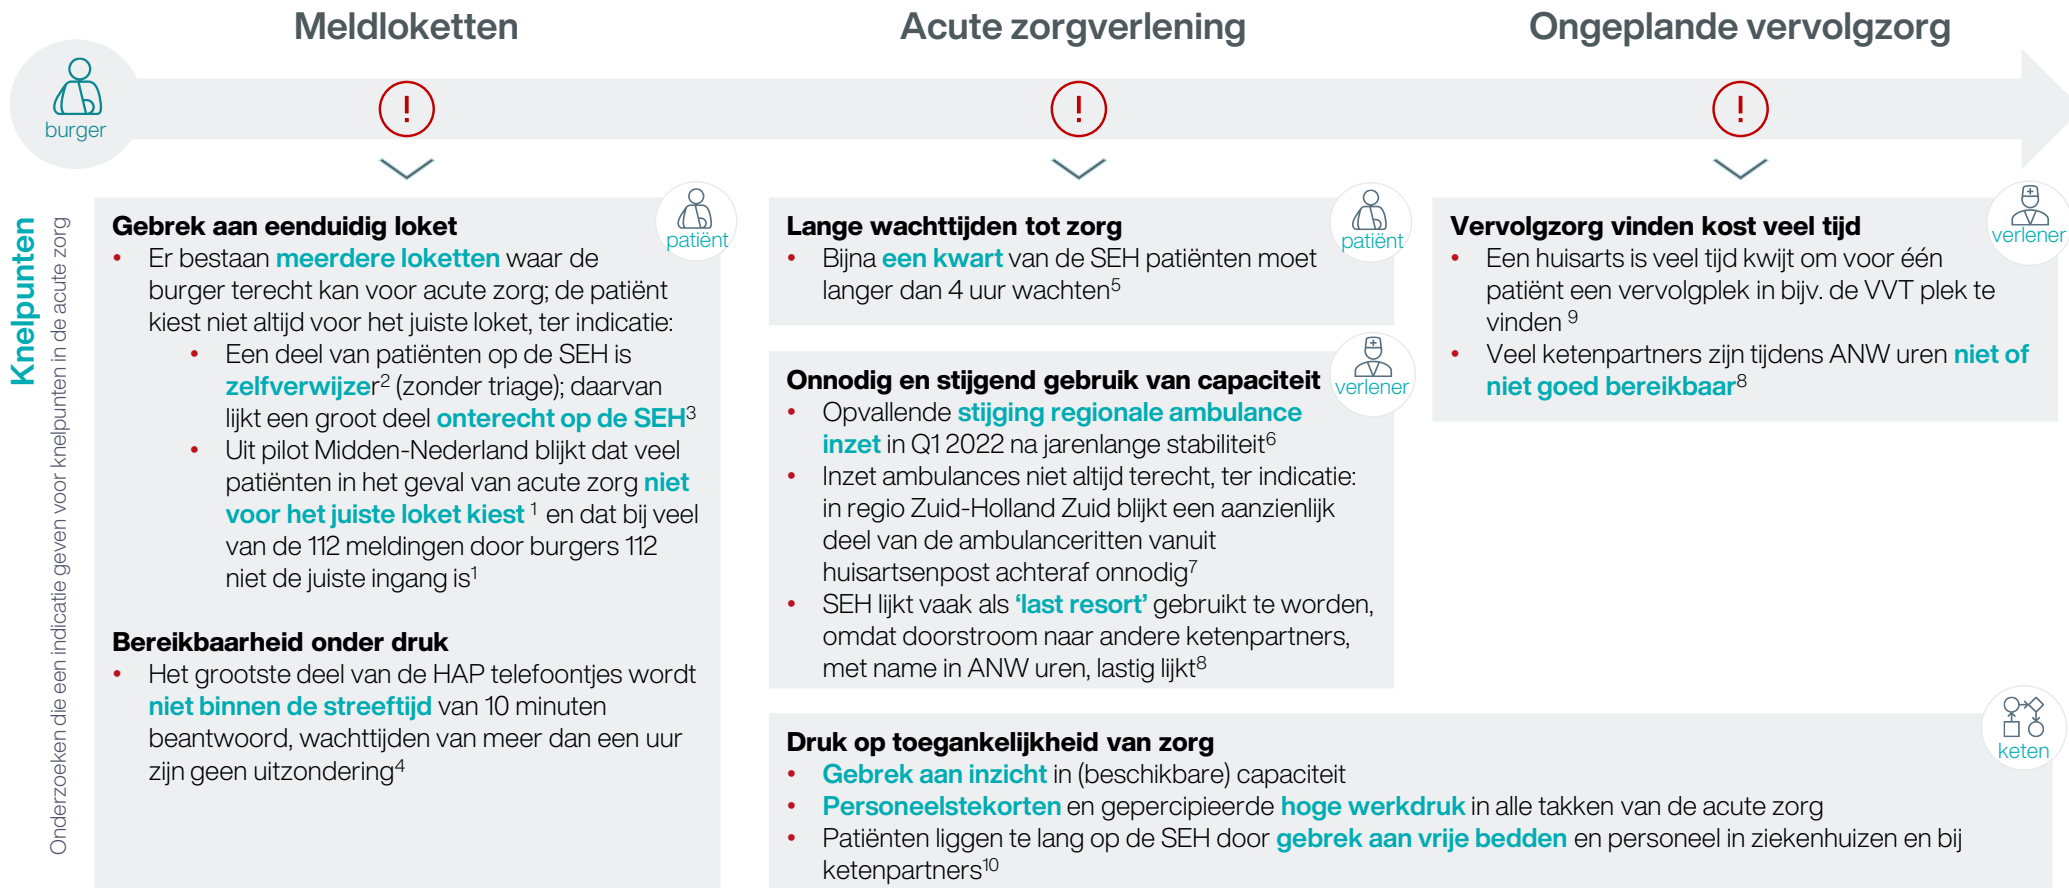 Meldloketten
Acute zorgverlening
Ongeplande vervolgzorg
burger
!
!
!
Knelpunten
Onderzoeken die een indicatie geven voor knelpunten in de acute zorg
patiënt
Gebrek aan eenduidig loket
• Er bestaan meerdere loketten waar de
burger terecht kan voor acute zorg; de patiënt
kiest niet altijd voor het juiste loket, ter indicatie:
• Een deel van patiënten op de SEH is
zelfverwijzer² (zonder triage); daarvan
lijkt een groot deel onterecht op de SEH³
• Uit pilot Midden-Nederland blijkt dat veel
patiënten in het geval van acute zorg niet
voor het juiste loket kiest ¹ en dat bij veel
van de 112 meldingen door burgers 112
niet de juiste ingang is¹
Bereikbaarheid onder druk
• Het grootste deel van de HAP telefoontjes wordt
niet binnen de streeftijd van 10 minuten
beantwoord, wachttijden van meer dan een uur
zijn geen uitzondering⁴
patiënt
Lange wachttijden tot zorg
• Bijna een kwart van de SEH patiënten moet
langer dan 4 uur wachten⁵
verlener
Onnodig en stijgend gebruik van capaciteit
• Opvallende stijging regionale ambulance
inzet in Q1 2022 na jarenlange stabiliteit⁶
• Inzet ambulances niet altijd terecht, ter indicatie:
in regio Zuid-Holland Zuid blijkt een aanzienlijk
deel van de ambulanceritten vanuit
huisartsenpost achteraf onnodig⁷
• SEH lijkt vaak als ‘last resort’ gebruikt te worden,
omdat doorstroom naar andere ketenpartners,
met name in ANW uren, lastig lijkt⁸
verlener
Vervolgzorg vinden kost veel tijd
• Een huisarts is veel tijd kwijt om voor één
patiënt een vervolgplek in bijv. de VVT plek te
vinden ⁹
• Veel ketenpartners zijn tijdens ANW uren niet of
niet goed bereikbaar⁸
keten
Druk op toegankelijkheid van zorg
• Gebrek aan inzicht in (beschikbare) capaciteit
• Personeelstekorten en gepercipieerde hoge werkdruk in alle takken van de acute zorg
• Patiënten liggen te lang op de SEH door gebrek aan vrije bedden en personeel in ziekenhuizen en bij
ketenpartners¹⁰